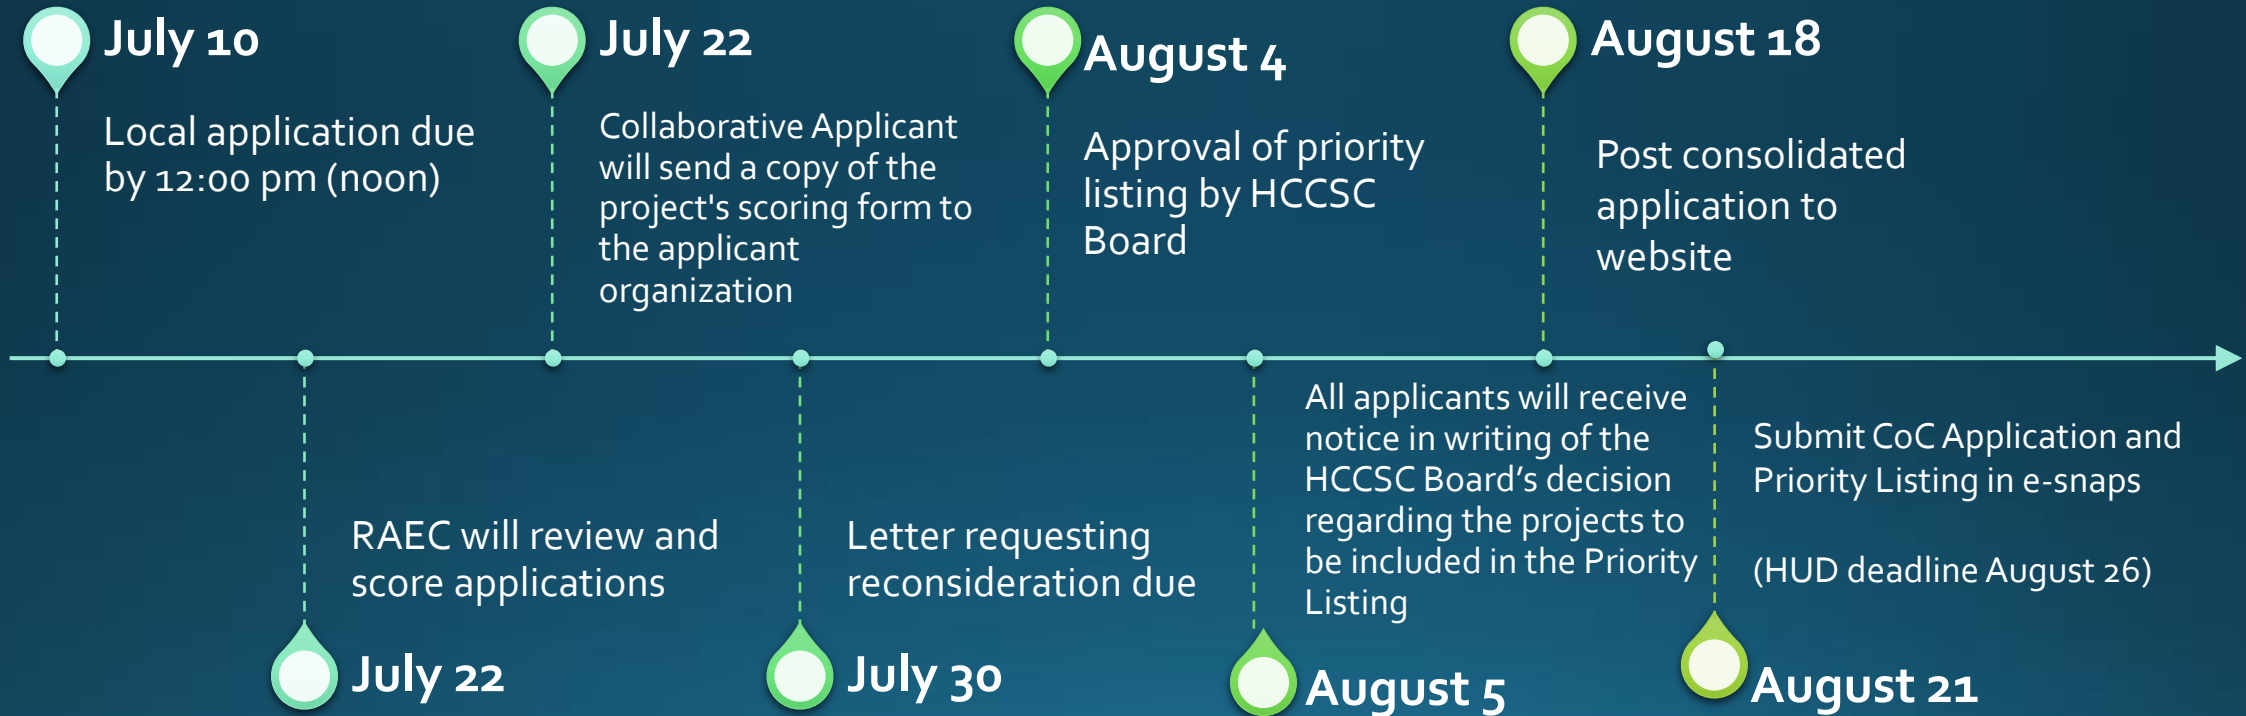 July 10
Local application due
by 12:00 pm (noon)
July 22
Collaborative Applicant
will send a copy of the
project's scoring form to
the applicant
organization
August 4
Approval of priority
listing by HCCSC
Board
August 18
Post consolidated
application to
website
RAEC will review and
score applications
July 22
Letter requesting
reconsideration due
July 30
All applicants will receive
notice in writing of the
HCCSC Board’s decision
regarding the projects to
be included in the Priority
Listing
August 5
Submit CoC Application and
Priority Listing in e-snaps
(HUD deadline August 26)
August 21